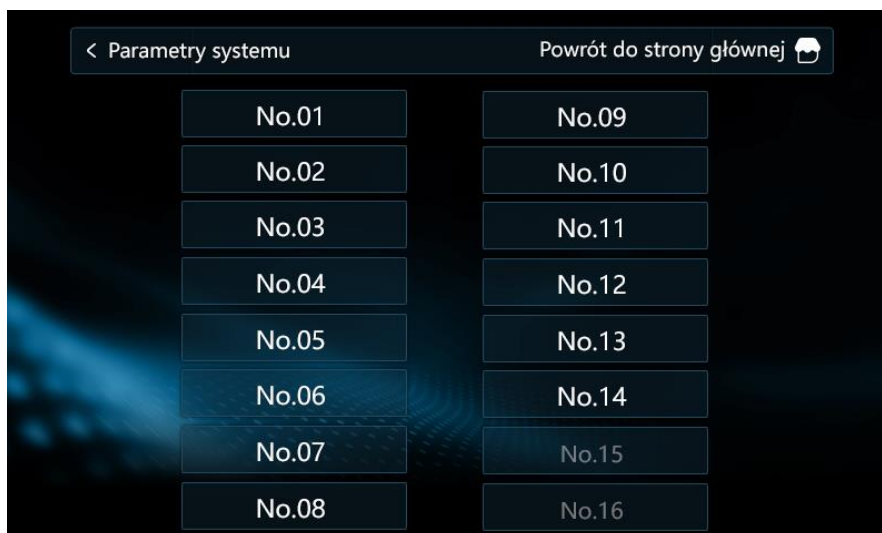 < Parametry systemu Powrót do strony głównej
No.01 No.09
No.02 No.10
No.03 No.11
No.04 No.12
No.05 No.13
No.06 No.14
No.07 No.15
No.08 No.16